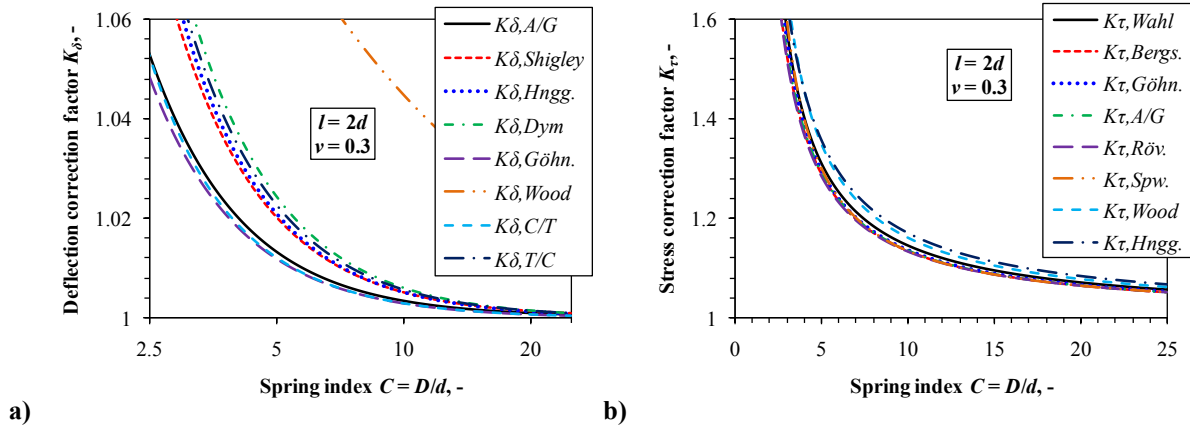 Deflection correction factor Kδ, -
1.06
1.04
1.02
1
2.5
5
10
20
Spring index C = D/d, -
l = 2d
ν = 0.3
Kδ,A/G
Kδ,Shigley
Kδ,Hngg.
Kδ,Dym
Kδ,Göhn.
Kδ,Wood
Kδ,C/T
Kδ,T/C
a)
Stress correction factor Kτ, -
1.6
1.4
1.2
1
0
5
10
15
20
25
Spring index C = D/d, -
l = 2d
ν = 0.3
Kτ,Wahl
Kτ,Bergs.
Kτ,Göhn.
Kτ,A/G
Kτ,Röv.
Kτ,Spw.
Kτ,Wood
Kτ,Hngg.
b)